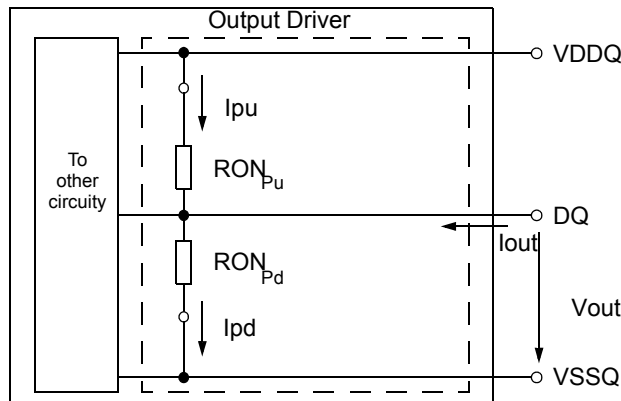 Output Driver
VDDQ
Ipu
To
other
circuity
RONPu
DQ
Iout
RONPd
Vout
Ipd
VSSQ